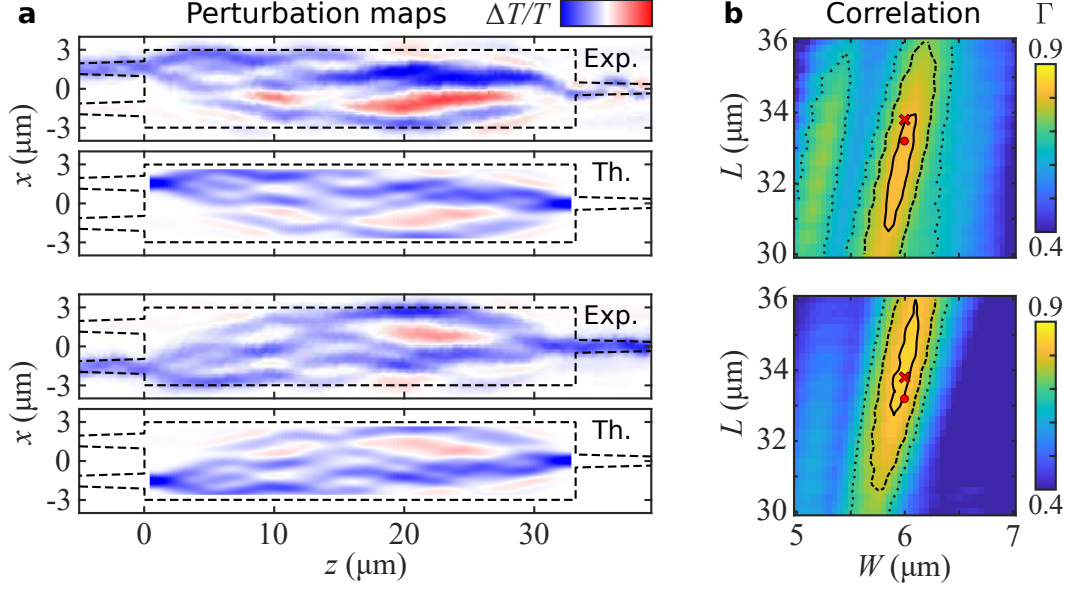 a Perturbation maps ΔT/T
3
0
-3
x (μm)
Exp.
3
0
-3
Th.
3
0
-3
x (μm)
Exp.
3
0
-3
Th.
0 10 20 30
z (μm)
b Correlation Γ
36
34
32
30
L (μm)
0.9
0.4
36
34
32
30
L (μm)
0.9
0.4
5 6 7
W (μm)